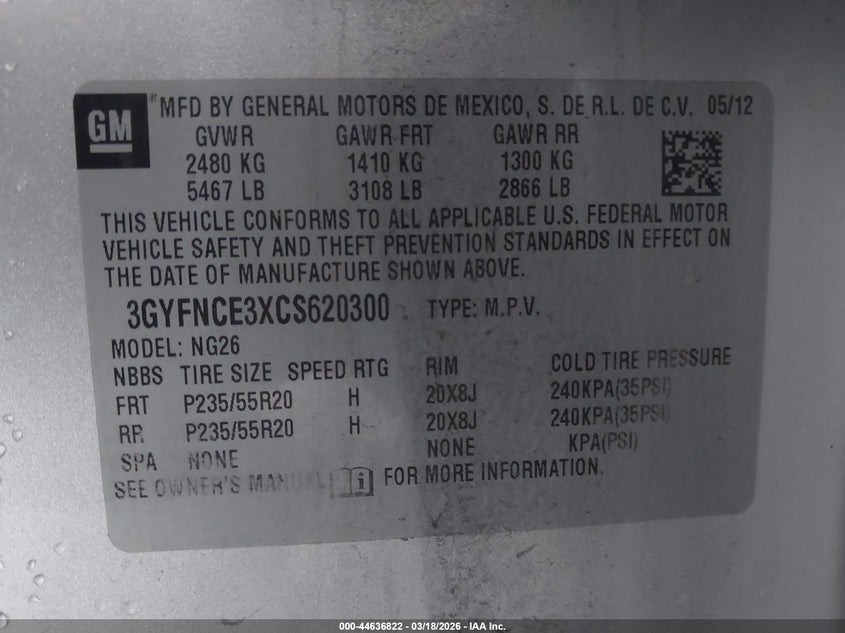 GM
® MFD BY GENERAL MOTORS DE MEXICO, S. DE R.L. DE C.V. 05/12
GVWR GAWR FRT GAWR RR
2480 KG 1410 KG 1300 KG
5467 LB 3108 LB 2866 LB
THIS VEHICLE CONFORMS TO ALL APPLICABLE U.S. FEDERAL MOTOR
VEHICLE SAFETY AND THEFT PREVENTION STANDARDS IN EFFECT ON
THE DATE OF MANUFACTURE SHOWN ABOVE.
3GYFNCE3XCS620300 TYPE: M.P.V.
MODEL: NG26
NBBS TIRE SIZE SPEED RTG RIM COLD TIRE PRESSURE
FRT P235/55R20 H 20X8J 240KPA(35PSI)
RR P235/55R20 H 20X8J 240KPA(35PSI)
SPA NONE NONE KPA(PSI)
SEE OWNER'S MANUAL i FOR MORE INFORMATION.
000-44636822 - 03/18/2026 - IAA Inc.